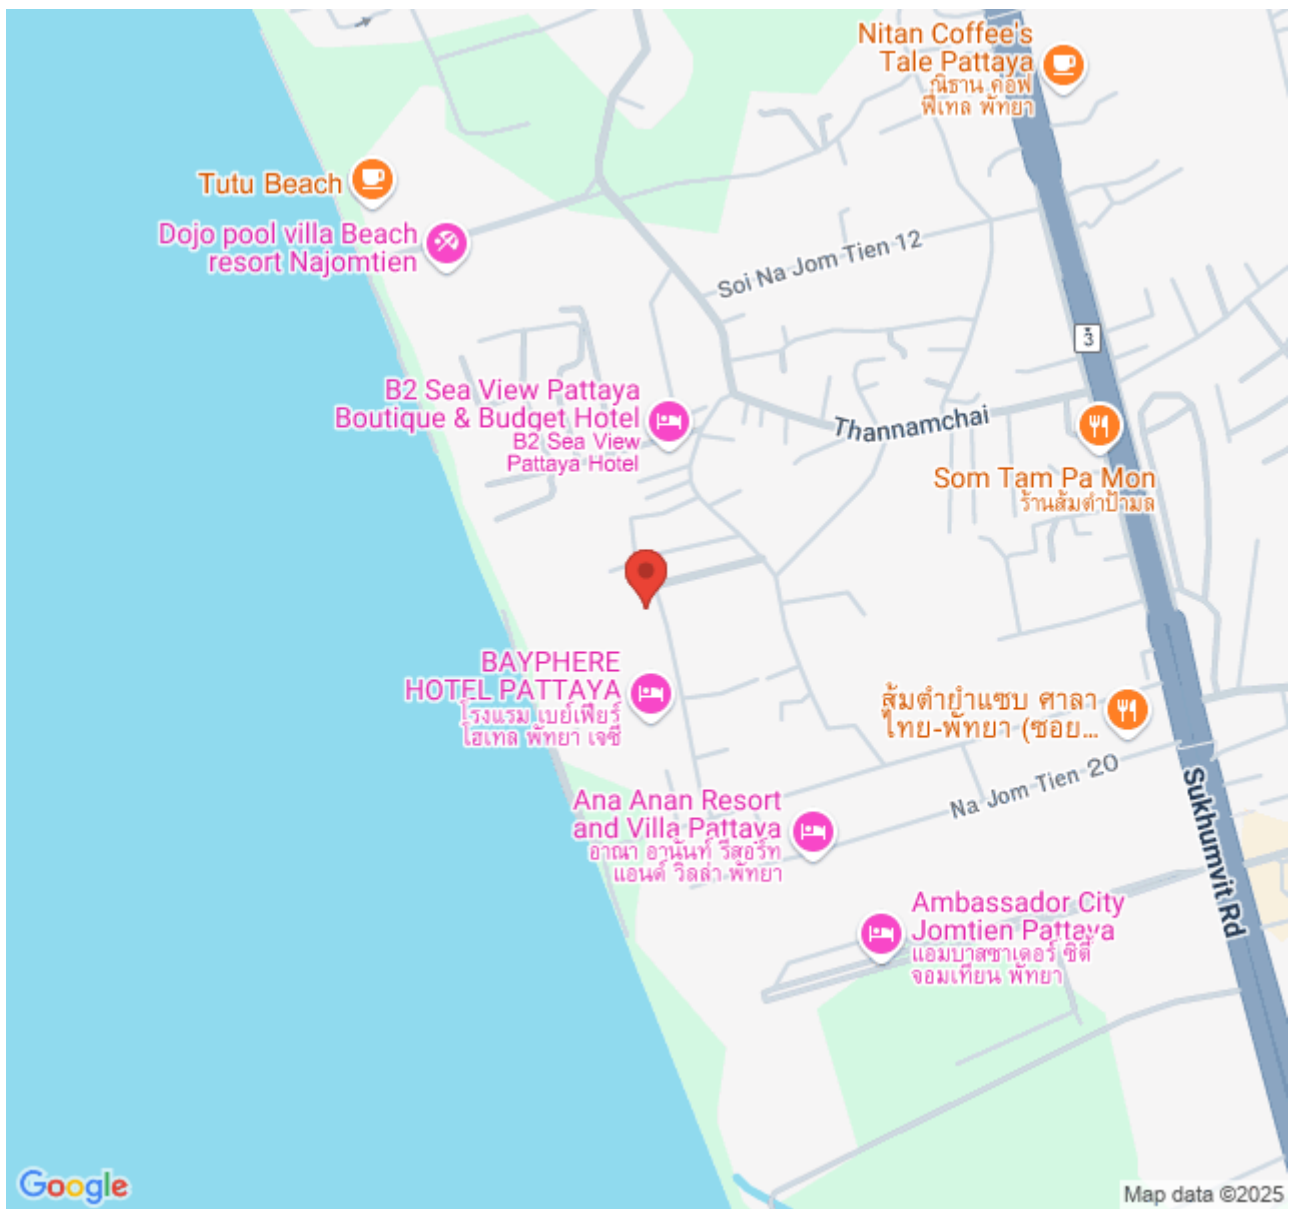 Nitan Coffee's
Tale Pattaya
ณิธาน คอฟ
ฟี่เทล พัทยา
Tutu Beach
Dojo pool villa Beach
resort Najomtien
Soi Na Jom Tien 12
3
B2 Sea View Pattaya
Boutique & Budget Hotel
B2 Sea View
Pattaya Hotel
Thannamchai
Som Tam Pa Mon
ร้านส้มตำป้ามล
BAYPHERE
HOTEL PATTAYA
โรงแรม เบย์เฟียร์
โฮเทล พัทยา เจซี
ส้มตำยำแซบ ศาลา
ไทย-พัทยา (ซอย...
Na Jom Tien 20
Sukhumvit Rd
Ana Anan Resort
and Villa Pattaya
อาณา อานันท์ รีสอร์ท
แอนด์ วิลล่า พัทยา
Ambassador City
Jomtien Pattaya
แอมบาสซาเดอร์ ซิตี้
จอมเทียน พัทยา
Google
Map data ©2025